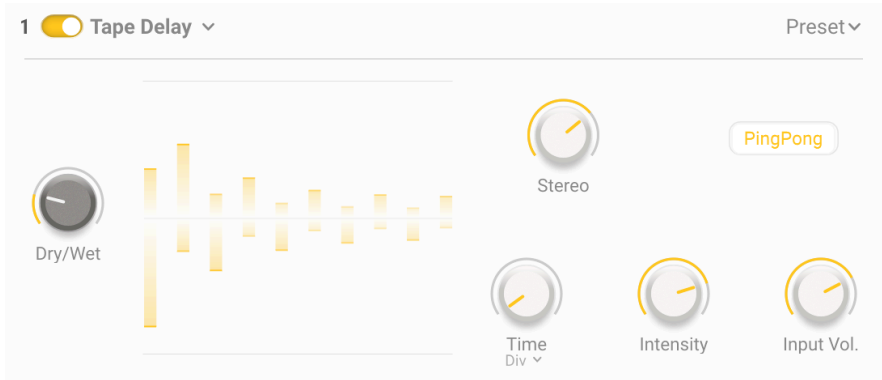 1 Tape Delay
Preset
PingPong
Stereo
Dry/Wet
Time
Div
Intensity
Input Vol.